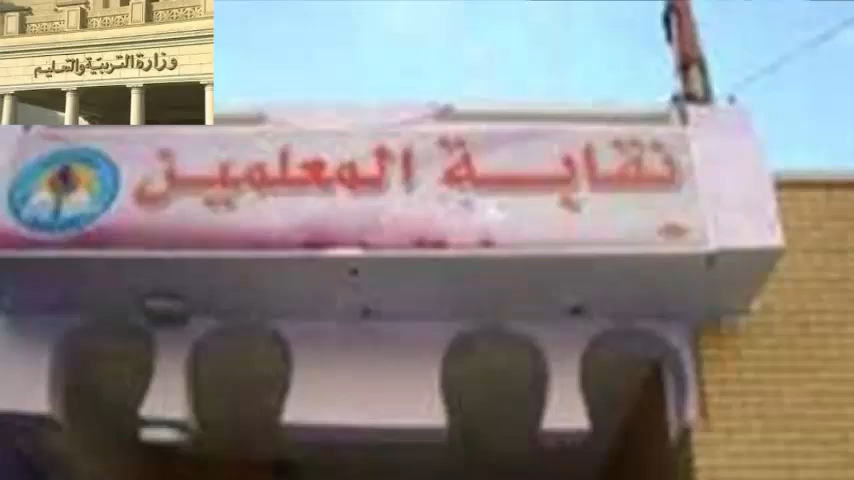 وزارة التربية والتعليم
نقابة المعلمين